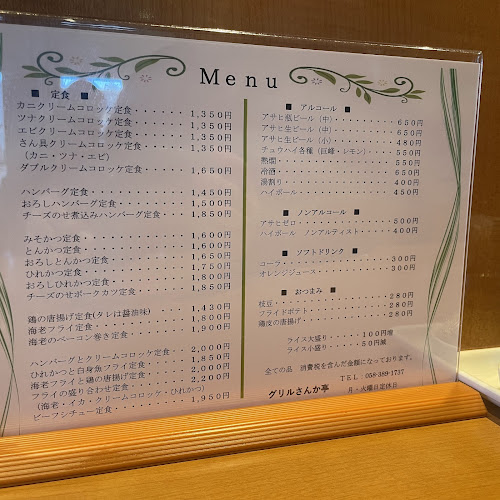 Menu
■ 定食 ■
カニクリームコロッケ定食・・・・・・・1,350円
ツナクリームコロッケ定食・・・・・・・1,350円
エビクリームコロッケ定食・・・・・・・1,350円
さん具クリームコロッケ定食・・・・・・1,350円
(カニ・ツナ・エビ)
ダブルクリームコロッケ定食・・・・・・1,650円
ハンバーグ定食・・・・・・・・・・・・1,450円
おろしハンバーグ定食・・・・・・・・・1,500円
チーズのせ煮込みハンバーグ定食・・・・1,850円
みそかつ定食・・・・・・・・・・・・・1,600円
とんかつ定食・・・・・・・・・・・・・1,600円
おろしとんかつ定食・・・・・・・・・・1,650円
ひれかつ定食・・・・・・・・・・・・・1,750円
おろしひれかつ定食・・・・・・・・・・1,800円
チーズのせポークカツ定食・・・・・・・1,850円
鶏の唐揚げ定食(タレは醤油味)・・・・1,430円
海老フライ定食・・・・・・・・・・・・1,800円
海老のベーコン巻き定食・・・・・・・・1,900円
ハンバーグとクリームコロッケ定食・・・2,000円
ひれかつと白身魚フライ定食・・・・・・1,850円
海老フライと鶏の唐揚げ定食・・・・・・2,000円
フライの盛り合わせ定食・・・・・・・・2,200円
(海老・イカ・クリームコロッケ・ひれかつ)
ビーフシチュー定食・・・・・・・・・・1,950円
■ アルコール ■
アサヒ瓶ビール(中)・・・・・・・・650円
アサヒ生ビール(中)・・・・・・・・650円
アサヒ生ビール(小)・・・・・・・・480円
チュウハイ各種(巨峰・レモン)・・・・550円
熱燗・・・・・・・・・・・・・・・・550円
冷酒・・・・・・・・・・・・・・・・650円
湯割り・・・・・・・・・・・・・・・400円
ハイボール・・・・・・・・・・・・・450円
■ ノンアルコール ■
アサヒゼロ・・・・・・・・・・・・・500円
ハイボール ノンアルティスト・・・・・400円
■ ソフトドリンク ■
コーラ・・・・・・・・・・・・・・・300円
オレンジジュース・・・・・・・・・・300円
■ おつまみ ■
枝豆・・・・・・・・・・・・・・・・280円
フライドポテト・・・・・・・・・・・280円
鶏皮の唐揚げ・・・・・・・・・・・・280円
ライス大盛り・・・・・100円増
ライス小盛り・・・・・50円減
全ての品 消費税を含んだ金額になっております。
TEL:058-389-1737
グリルさんか亭 月・火曜日定休日